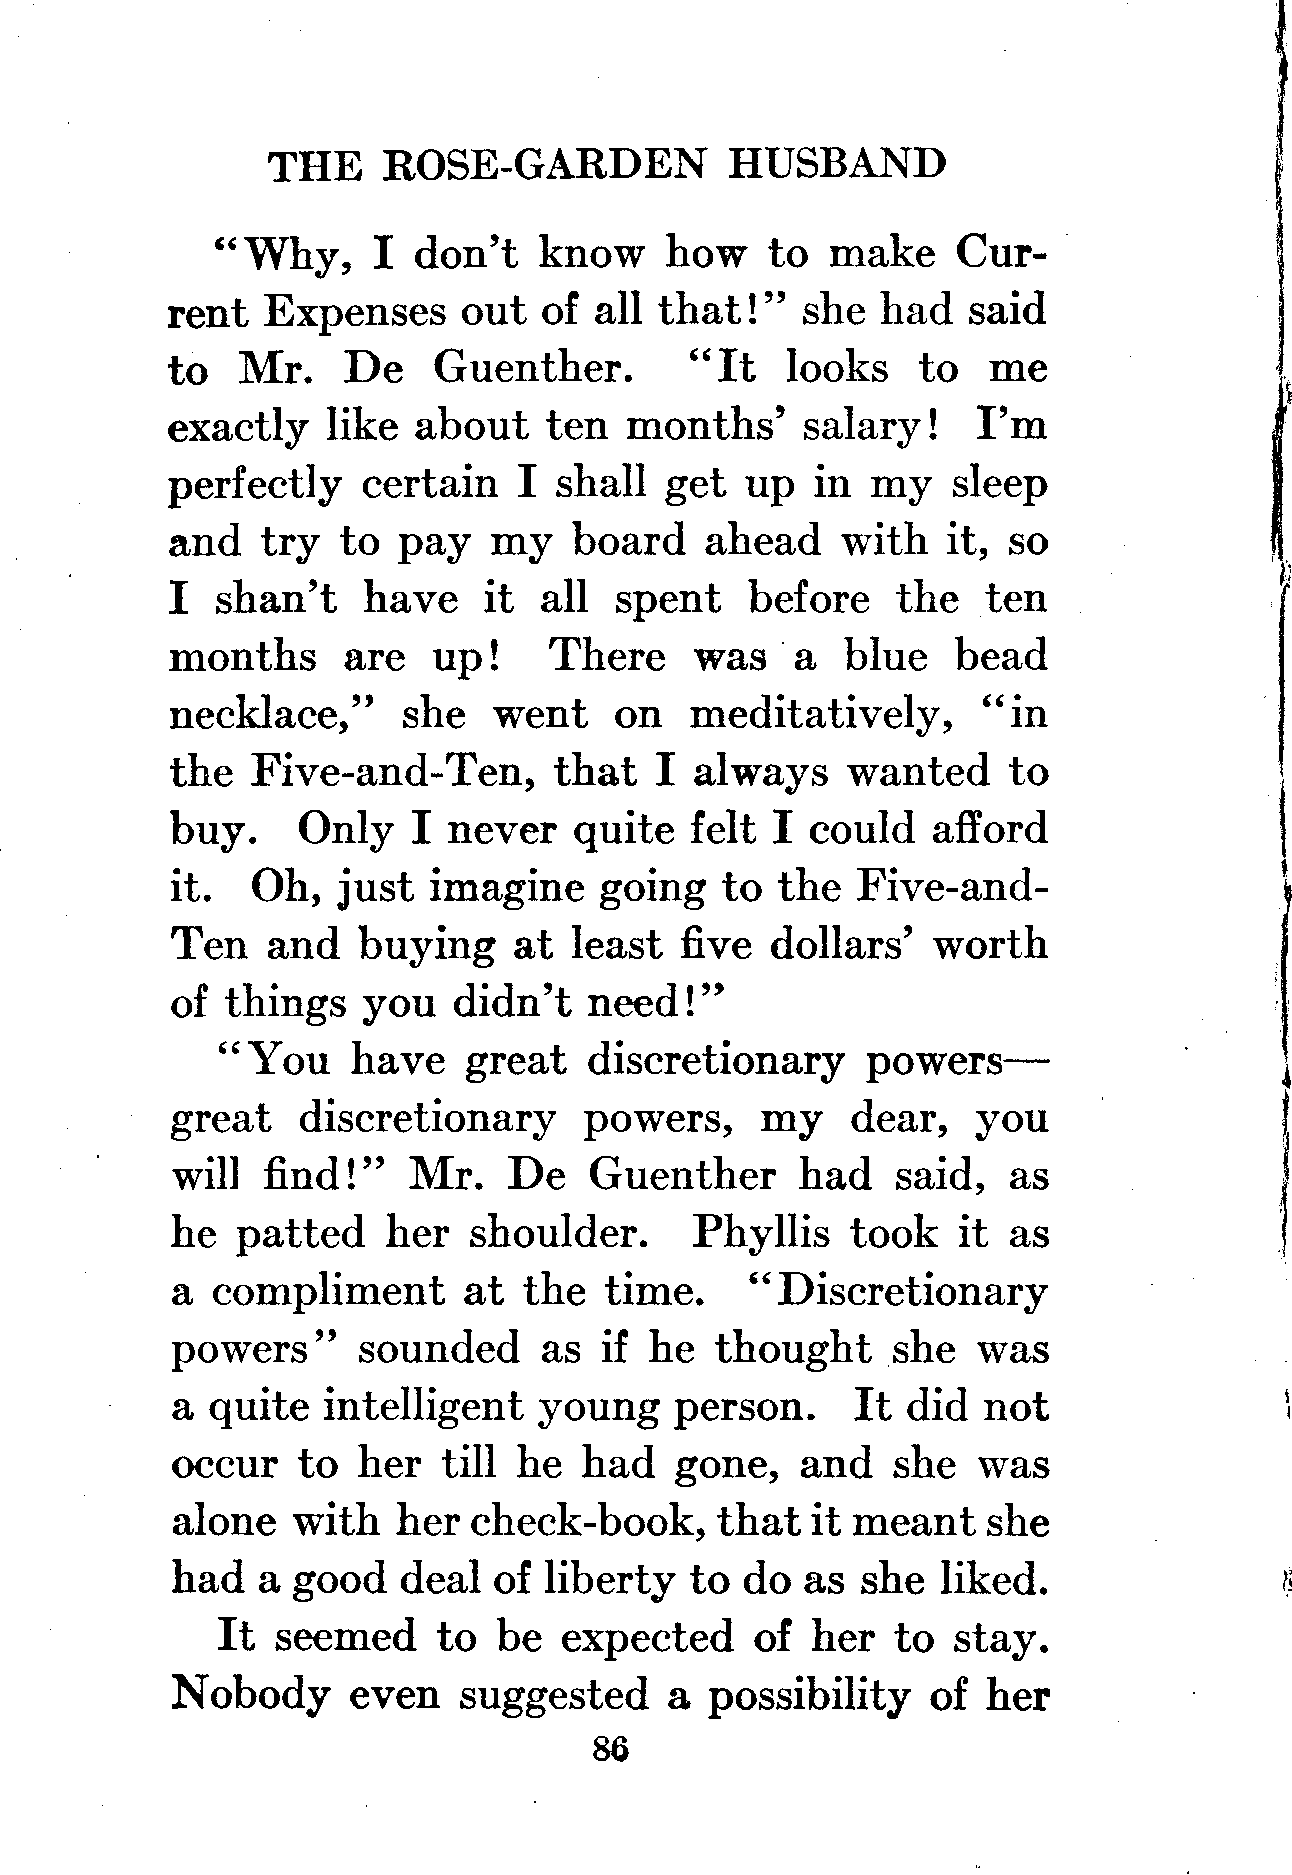 THE ROSE-GARDEN HUSBAND
“Why, I don’t know how to make Cur-
rent Expenses out of all that!” she had said
to Mr. De Guenther. “It looks to me
exactly like about ten months’ salary! I’m
perfectly certain I shall get up in my sleep
and try to pay my board ahead with it, so
I shan’t have it all spent before the ten
months are up! There was a blue bead
necklace,” she went on meditatively, “in
the Five-and-Ten, that I always wanted to
buy. Only I never quite felt I could afford
it. Oh, just imagine going to the Five-and-
Ten and buying at least five dollars’ worth
of things you didn’t need!”
“You have great discretionary powers—
great discretionary powers, my dear, you
will find!” Mr. De Guenther had said, as
he patted her shoulder. Phyllis took it as
a compliment at the time. “Discretionary
powers” sounded as if he thought she was
a quite intelligent young person. It did not
occur to her till he had gone, and she was
alone with her check-book, that it meant she
had a good deal of liberty to do as she liked.
It seemed to be expected of her to stay.
Nobody even suggested a possibility of her
86